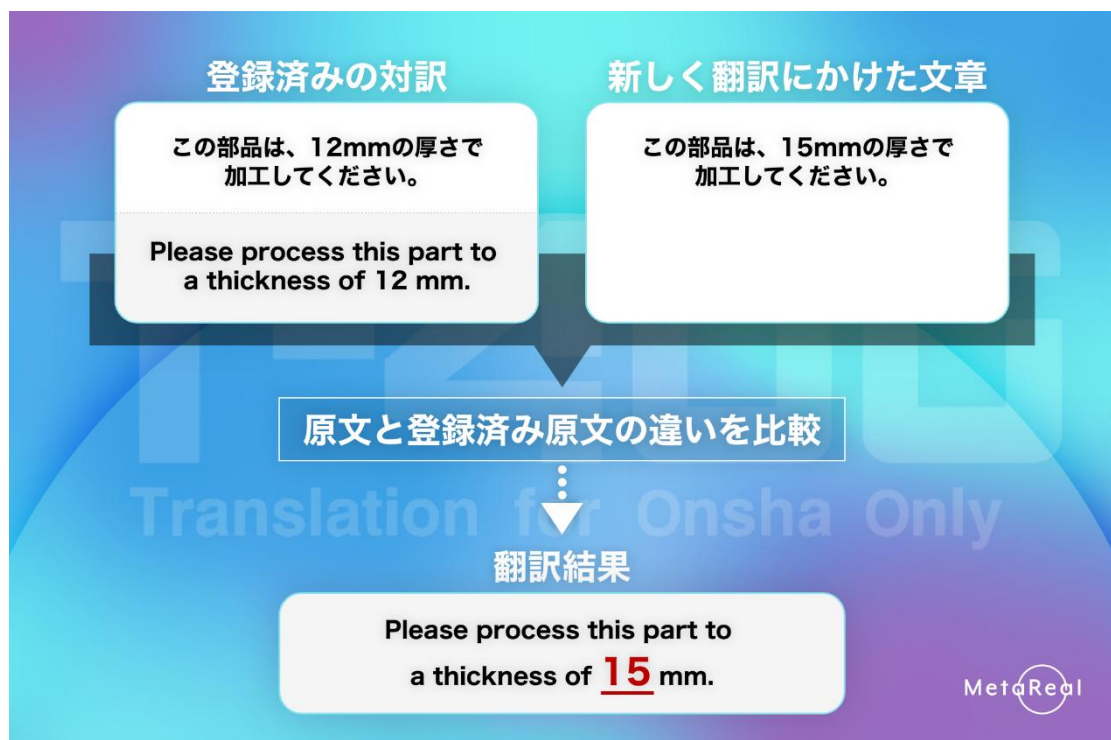 登録済みの対訳
この部品は、12mmの厚さで
加工してください。
Please process this part to
a thickness of 12 mm.
新しく翻訳にかけた文章
この部品は、15mmの厚さで
加工してください。
原文と登録済み原文の違いを比較
Translation for Onsha Only
翻訳結果
Please process this part to
a thickness of 15 mm.
MetaReal